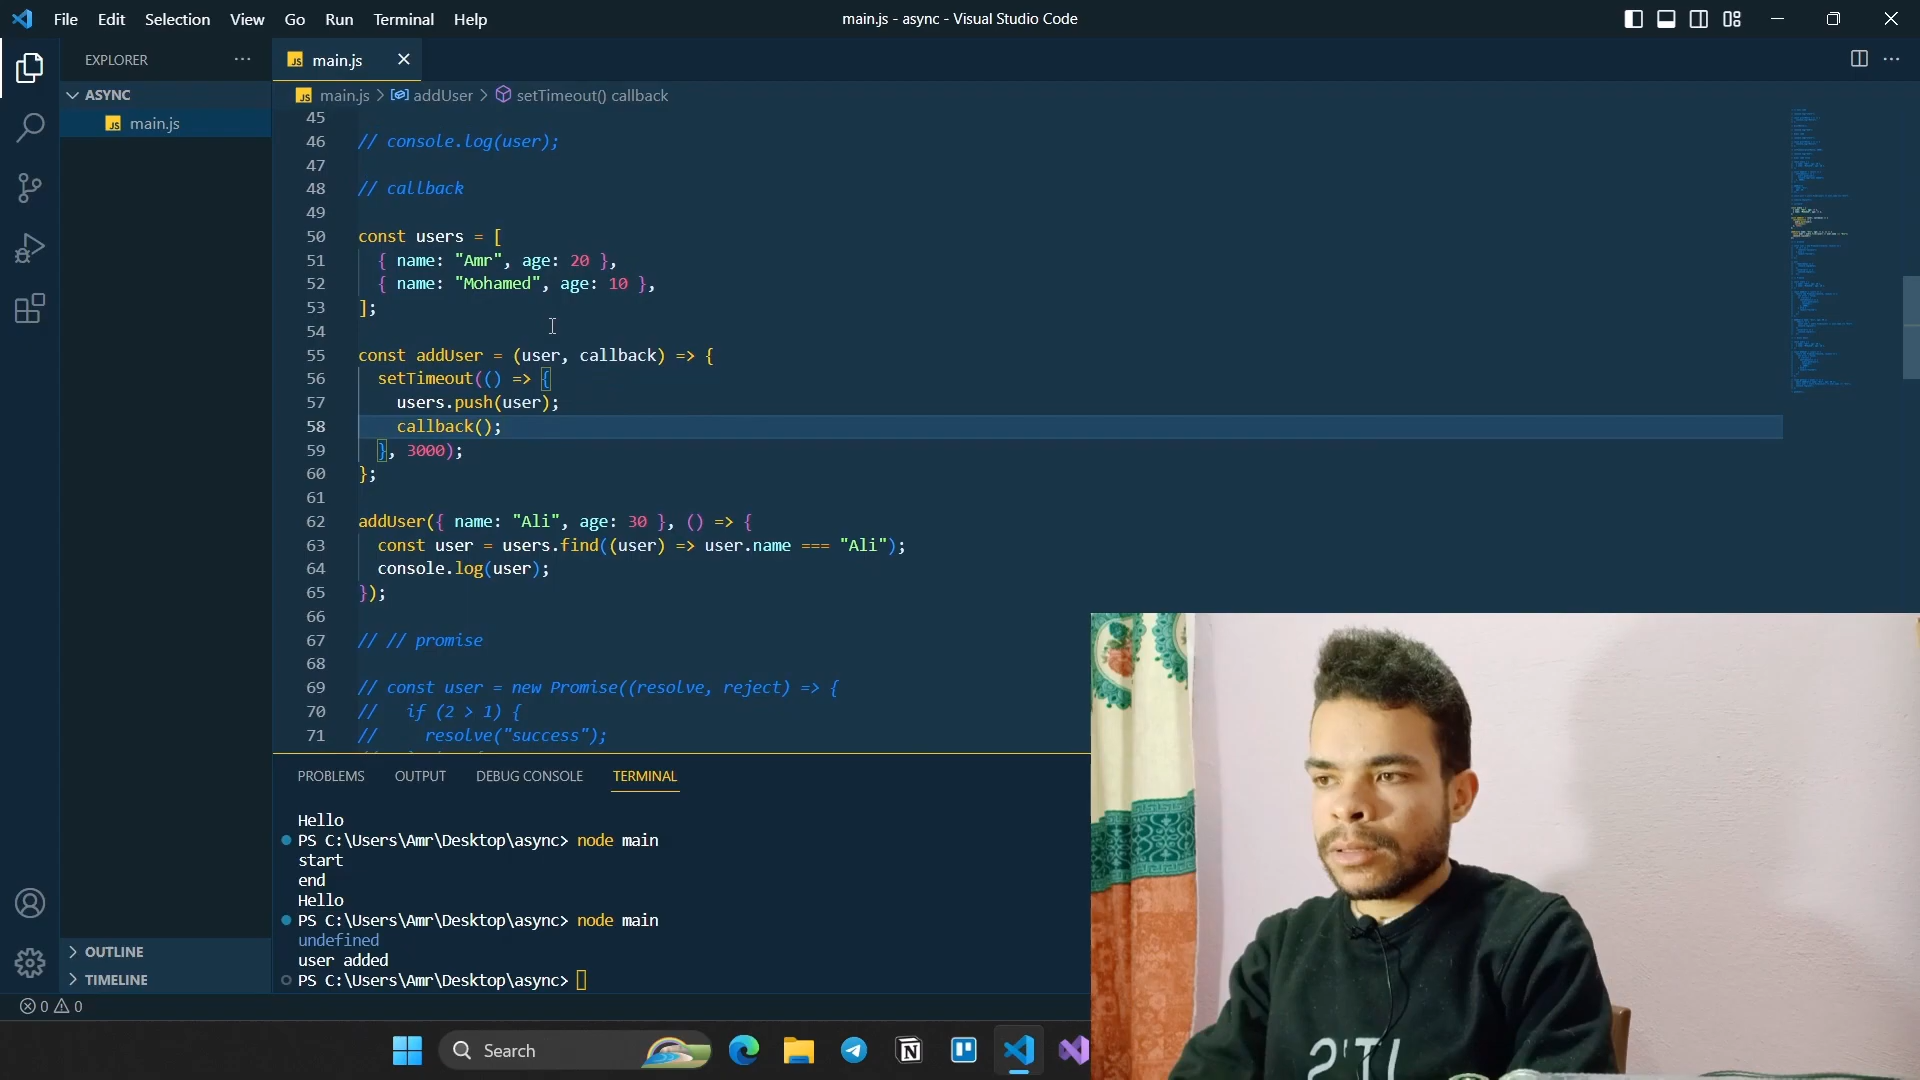 File Edit Selection View Go Run Terminal Help
main.js - async - Visual Studio Code
EXPLORER
ASYNC
main.js
OUTLINE
TIMELINE
main.js
main.js > addUser > setTimeout() callback
45
46 // console.log(user);
47
48 // callback
49
50 const users = [
51 { name: "Amr", age: 20 },
52 { name: "Mohamed", age: 10 },
53 ];
54
55 const addUser = (user, callback) => {
56 setTimeout(() => {
57 users.push(user);
58 callback();
59 }, 3000);
60 };
61
62 addUser({ name: "Ali", age: 30 }, () => {
63 const user = users.find((user) => user.name === "Ali");
64 console.log(user);
65 });
66
67 // // promise
68
69 // const user = new Promise((resolve, reject) => {
70 // if (2 > 1) {
71 // resolve("success");
PROBLEMS OUTPUT DEBUG CONSOLE TERMINAL
Hello
PS C:\Users\Amr\Desktop\async> node main
start
end
Hello
PS C:\Users\Amr\Desktop\async> node main
undefined
user added
PS C:\Users\Amr\Desktop\async>
0 0
Search